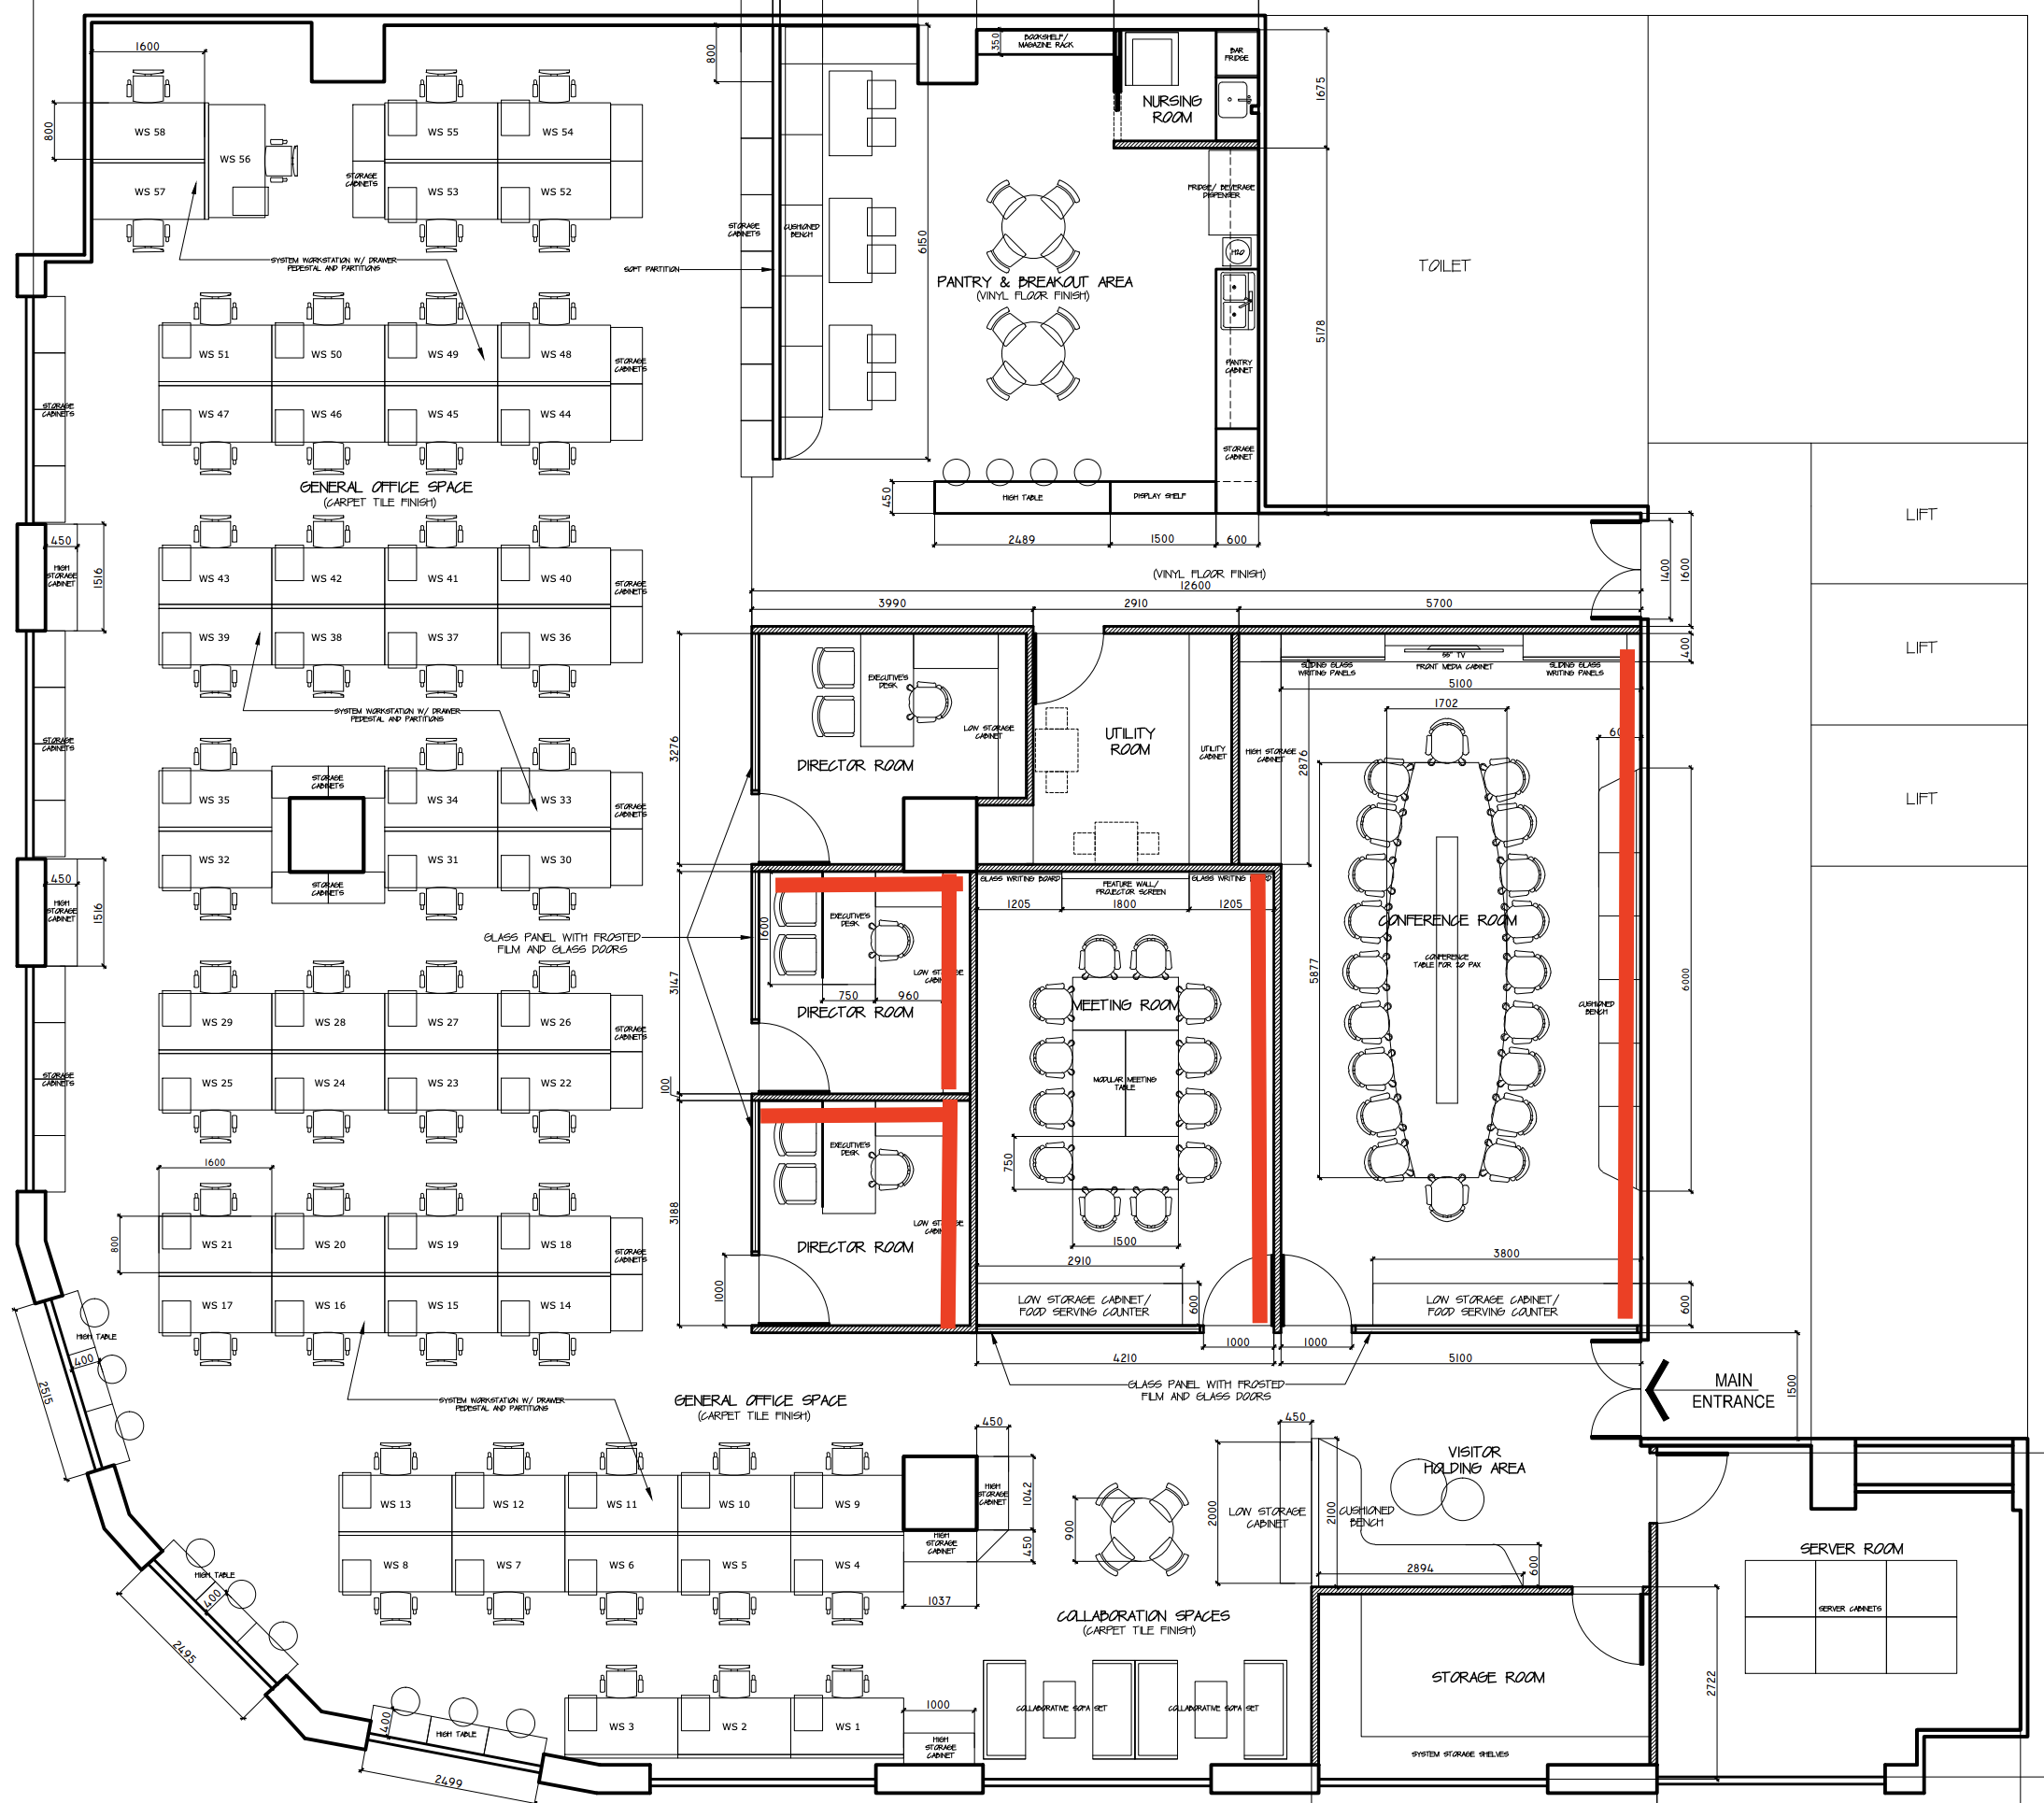 1600
800
350
BOOKSHELF/
MAGAZINE RACK
BAR
FRIDGE
NURSING
ROOM
1675
800
WS 58
WS 56
WS 57
WS 55
WS 54
STORAGE
CABINETS
WS 53
WS 52
FRIDGE/ BEVERAGE
DISPENSER
STORAGE
CABINETS
CUSHIONED
BENCH
6150
H2O
TOILET
SYSTEM WORKSTATION W/ DRAWER
PEDESTAL AND PARTITIONS
SOFT PARTITION
PANTRY & BREAKOUT AREA
(VINYL FLOOR FINISH)
5178
WS 51
WS 50
WS 49
WS 48
STORAGE
CABINETS
PANTRY
CABINET
STORAGE
CABINETS
WS 47
WS 46
WS 45
WS 44
STORAGE
CABINET
GENERAL OFFICE SPACE
(CARPET TILE FINISH)
450
HIGH TABLE
DISPLAY SHELF
LIFT
2489
1500
600
450
HIGH
STORAGE
CABINET
1516
WS 43
WS 42
WS 41
WS 40
STORAGE
CABINETS
(VINYL FLOOR FINISH)
12600
1400
1600
3990
2910
5700
WS 39
WS 38
WS 37
WS 36
400
LIFT
55" TV
SLIDING GLASS
WRITING PANELS
FRONT MEDIA CABINET
SLIDING GLASS
WRITING PANELS
5100
EXECUTIVE'S
DESK
1702
SYSTEM WORKSTATION W/ DRAWER
PEDESTAL AND PARTITIONS
LOW STORAGE
CABINET
UTILITY
ROOM
UTILITY
CABINET
HIGH STORAGE
CABINET
2876
STORAGE
CABINETS
3276
DIRECTOR ROOM
STORAGE
CABINETS
WS 35
WS 34
WS 33
STORAGE
CABINETS
LIFT
WS 32
WS 31
WS 30
STORAGE
CABINETS
450
HIGH
STORAGE
CABINET
1516
GLASS WRITING BOARD
FEATURE WALL/
PROJECTOR SCREEN
1205
1800
1205
1600
EXECUTIVE'S
DESK
CONFERENCE ROOM
GLASS PANEL WITH FROSTED
FILM AND GLASS DOORS
CONFERENCE
TABLE FOR 20 PAX
5877
6000
3147
750
960
MEETING ROOM
DIRECTOR ROOM
CUSHIONED
BENCH
WS 29
WS 28
WS 27
WS 26
STORAGE
CABINETS
STORAGE
CABINETS
WS 25
WS 24
WS 23
WS 22
100
MODULAR MEETING
TABLE
EXECUTIVE'S
DESK
750
1600
3188
800
WS 21
WS 20
WS 19
WS 18
STORAGE
CABINETS
DIRECTOR ROOM
1500
2910
3800
1000
WS 17
WS 16
WS 15
WS 14
LOW STORAGE CABINET/
FOOD SERVING COUNTER
600
LOW STORAGE CABINET/
FOOD SERVING COUNTER
600
HIGH TABLE
400
2515
1000
1000
4210
5100
GLASS PANEL WITH FROSTED
FILM AND GLASS DOORS
MAIN
ENTRANCE
1500
SYSTEM WORKSTATION W/ DRAWER
PEDESTAL AND PARTITIONS
GENERAL OFFICE SPACE
(CARPET TILE FINISH)
450
450
VISITOR
HOLDING AREA
WS 13
WS 12
WS 11
WS 10
WS 9
HIGH
STORAGE
CABINET
1042
900
2000
LOW STORAGE
CABINET
2100
CUSHIONED
BENCH
HIGH
STORAGE
CABINET
450
SERVER ROOM
WS 8
WS 7
WS 6
WS 5
WS 4
2894
600
HIGH TABLE
400
2495
1037
SERVER CABINETS
COLLABORATION SPACES
(CARPET TILE FINISH)
STORAGE ROOM
2722
400
HIGH TABLE
2499
WS 3
WS 2
WS 1
1000
HIGH
STORAGE
CABINET
COLLABORATIVE SOFA SET
COLLABORATIVE SOFA SET
SYSTEM STORAGE SHELVES